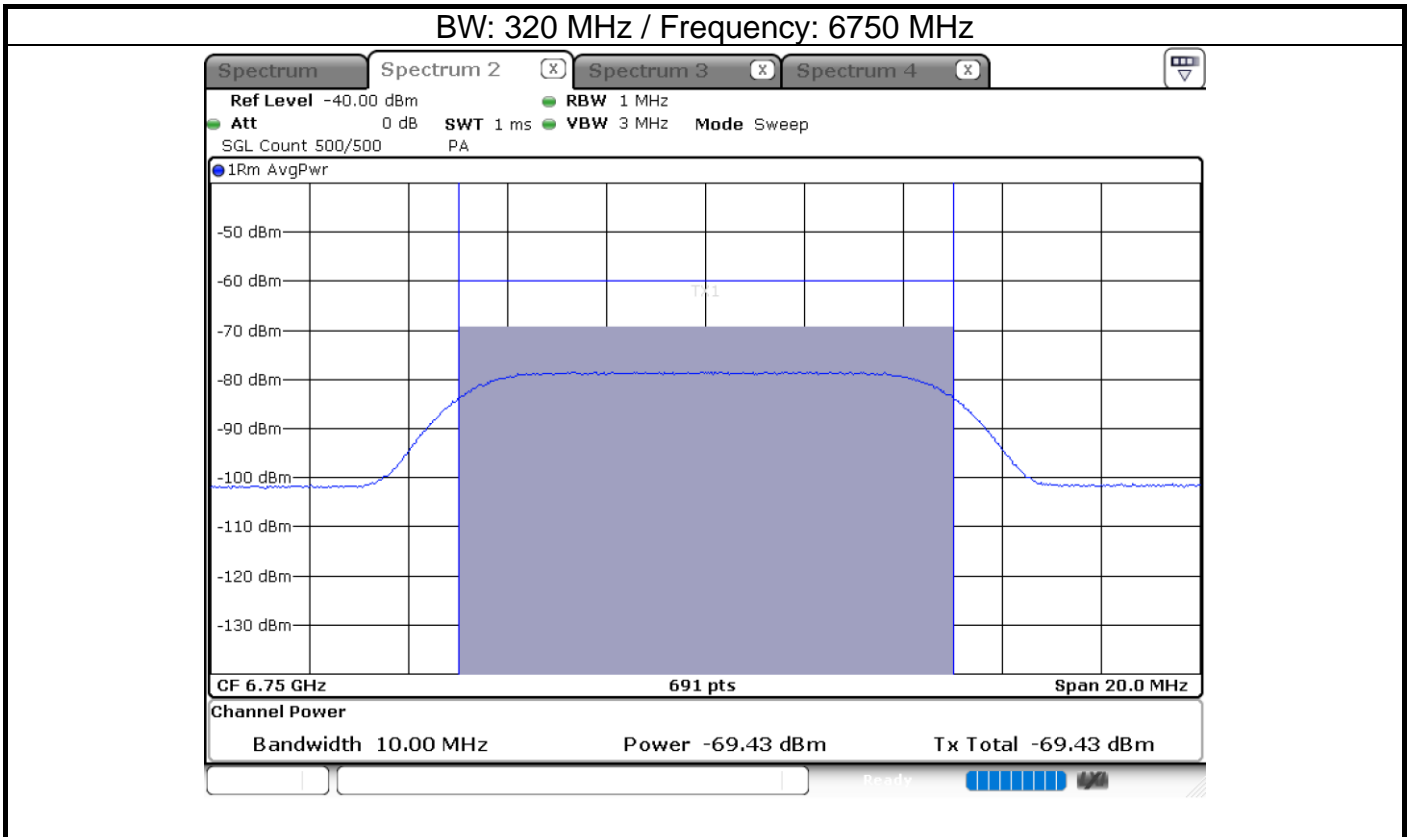 BW: 320 MHz / Frequency: 6750 MHz
Spectrum Spectrum 2 X Spectrum 3 X Spectrum 4 X
Ref Level -40.00 dBm RBW 1 MHz
Att 0 dB SWT 1 ms VBW 3 MHz Mode Sweep
SGL Count 500/500 PA
1Rm AvgPwr
-50 dBm
-60 dBm
TX1
-70 dBm
-80 dBm
-90 dBm
-100 dBm
-110 dBm
-120 dBm
-130 dBm
CF 6.75 GHz 691 pts Span 20.0 MHz
Channel Power
Bandwidth 10.00 MHz Power -69.43 dBm Tx Total -69.43 dBm
Ready